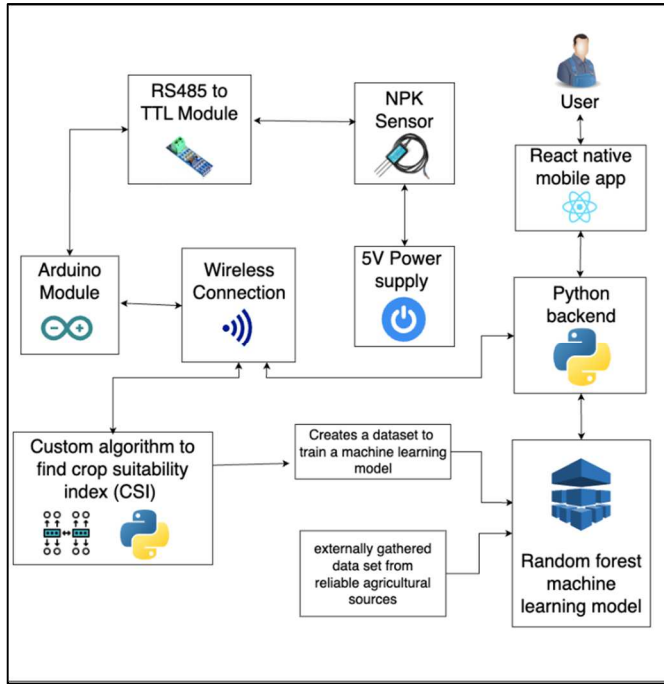 User
RS485 to
TTL Module
NPK
Sensor
React native
mobile app
Arduino
Module
Wireless
Connection
5V Power
supply
Python
backend
Custom algorithm to
find crop suitability
index (CSI)
Creates a dataset to
train a machine learning
model
externally gathered
data set from
reliable agricultural
sources
Random forest
machine
learning model